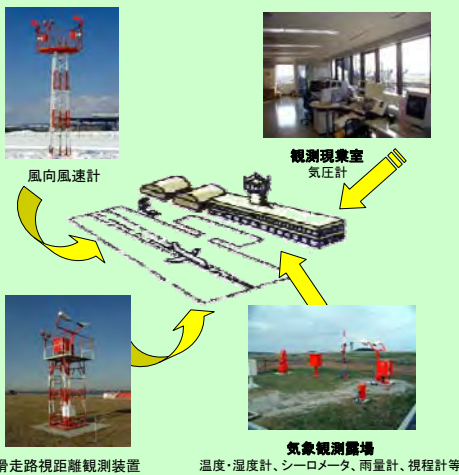 風向風速計
観測現業室
気圧計
滑走路視距離観測装置
気象観測露場
温度・湿度計、シーロメータ、雨量計、視程計等